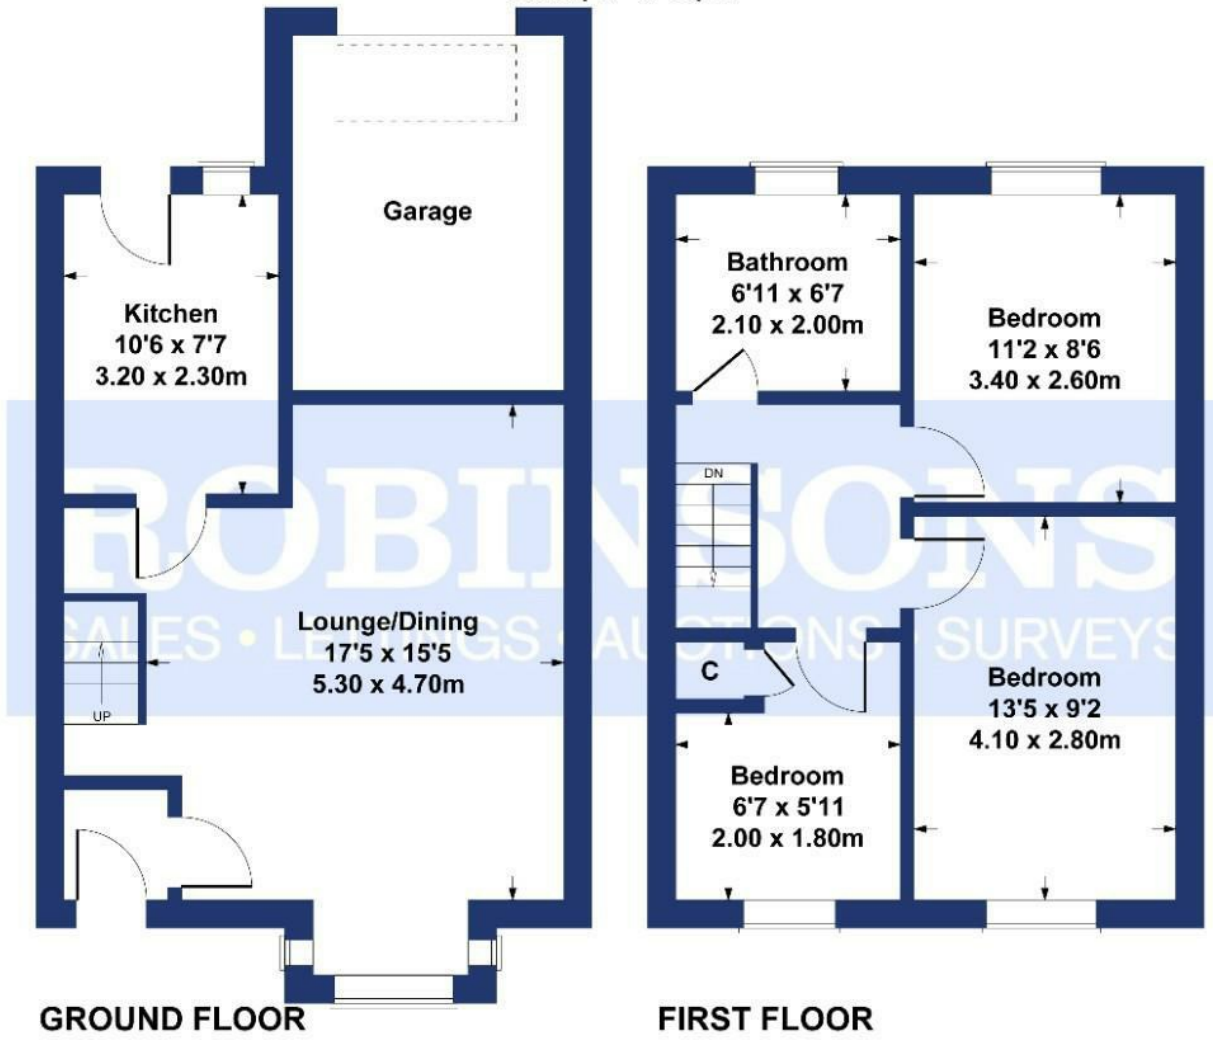 Garage
Kitchen
10'6 x 7'7
3.20 x 2.30m
Lounge/Dining
17'5 x 15'5
5.30 x 4.70m
UP
GROUND FLOOR
Bathroom
6'11 x 6'7
2.10 x 2.00m
Bedroom
11'2 x 8'6
3.40 x 2.60m
DN
C
Bedroom
13'5 x 9'2
4.10 x 2.80m
Bedroom
6'7 x 5'11
2.00 x 1.80m
FIRST FLOOR
ROBINSONS
SALES • LETTINGS • AUCTIONS • SURVEYS